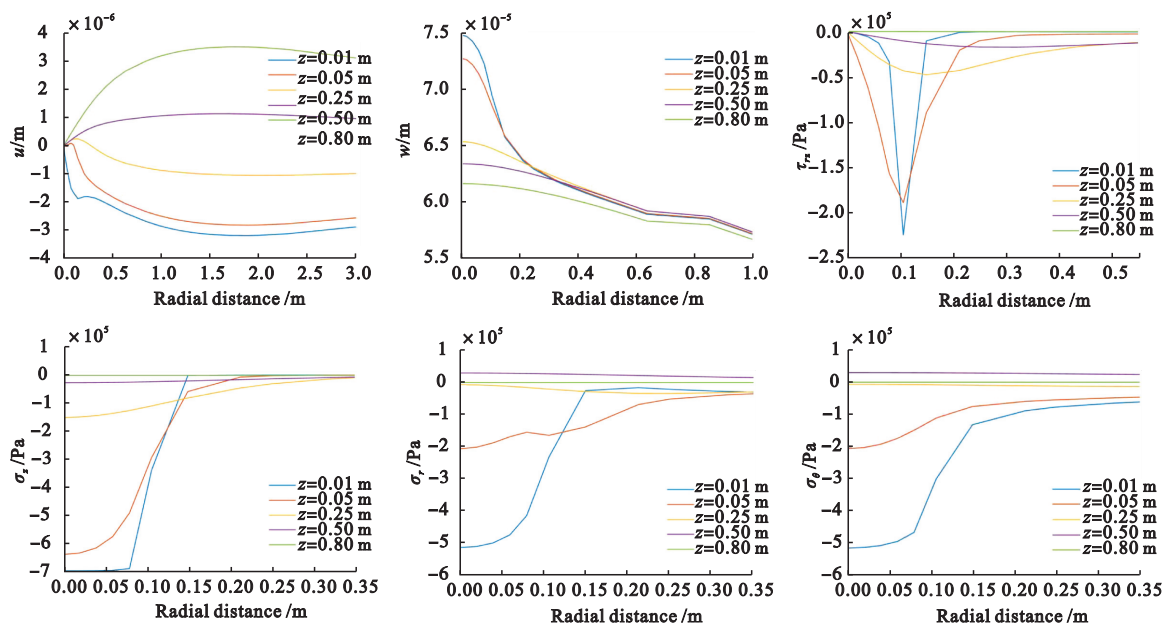 × 10⁻⁶
4
3
2
1
0
−1
−2
−3
−4
u/m
z=0.01 m
z=0.05 m
z=0.25 m
z=0.50 m
z=0.80 m
0.0 0.5 1.0 1.5 2.0 2.5 3.0
Radial distance /m
× 10⁻⁵
7.5
7.0
6.5
6.0
5.5
w/m
z=0.01 m
z=0.05 m
z=0.25 m
z=0.50 m
z=0.80 m
0.0 0.2 0.4 0.6 0.8 1.0
Radial distance /m
× 10⁵
0.0
−0.5
−1.0
−1.5
−2.0
−2.5
τrz/Pa
z=0.01 m
z=0.05 m
z=0.25 m
z=0.50 m
z=0.80 m
0.0 0.1 0.2 0.3 0.4 0.5
Radial distance /m
× 10⁵
1
0
−1
−2
−3
−4
−5
−6
−7
σz/Pa
z=0.01 m
z=0.05 m
z=0.25 m
z=0.50 m
z=0.80 m
0.00 0.05 0.10 0.15 0.20 0.25 0.30 0.35
Radial distance /m
× 10⁵
1
0
−1
−2
−3
−4
−5
−6
σr/Pa
z=0.01 m
z=0.05 m
z=0.25 m
z=0.50 m
z=0.80 m
0.00 0.05 0.10 0.15 0.20 0.25 0.30 0.35
Radial distance /m
× 10⁵
1
0
−1
−2
−3
−4
−5
−6
σθ/Pa
z=0.01 m
z=0.05 m
z=0.25 m
z=0.50 m
z=0.80 m
0.00 0.05 0.10 0.15 0.20 0.25 0.30 0.35
Radial distance /m